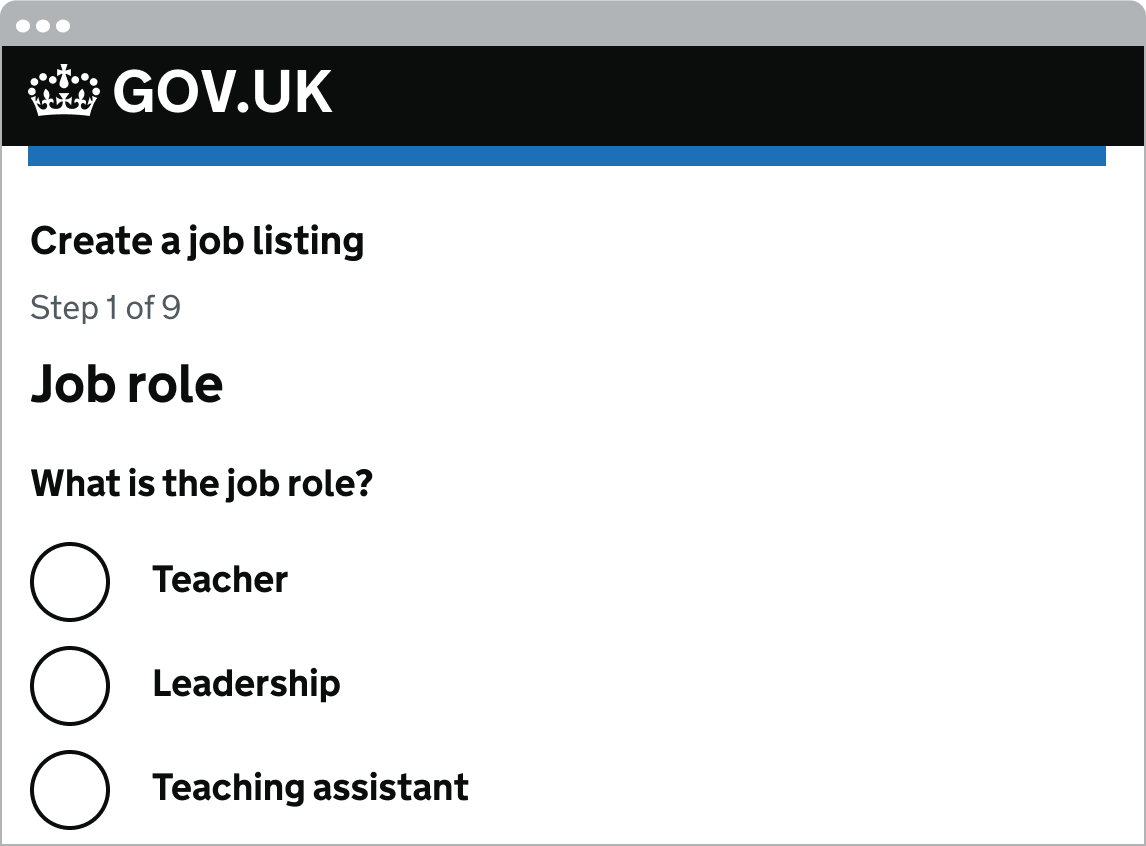 GOV.UK
Create a job listing
Step 1 of 9
Job role
What is the job role?
Teacher
Leadership
Teaching assistant